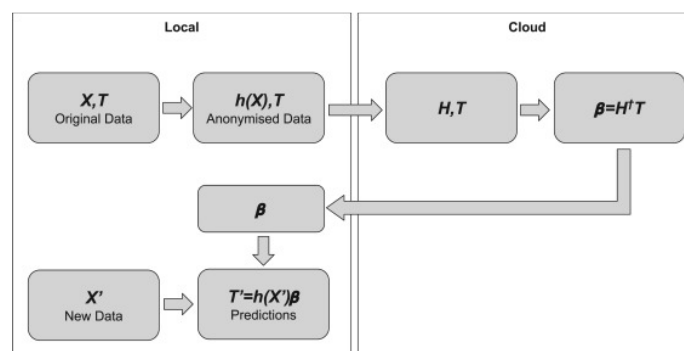 Local
Cloud
X,T
Original Data
h(X),T
Anonymised Data
H,T
β=H†T
β
X'
New Data
T'=h(X')β
Predictions